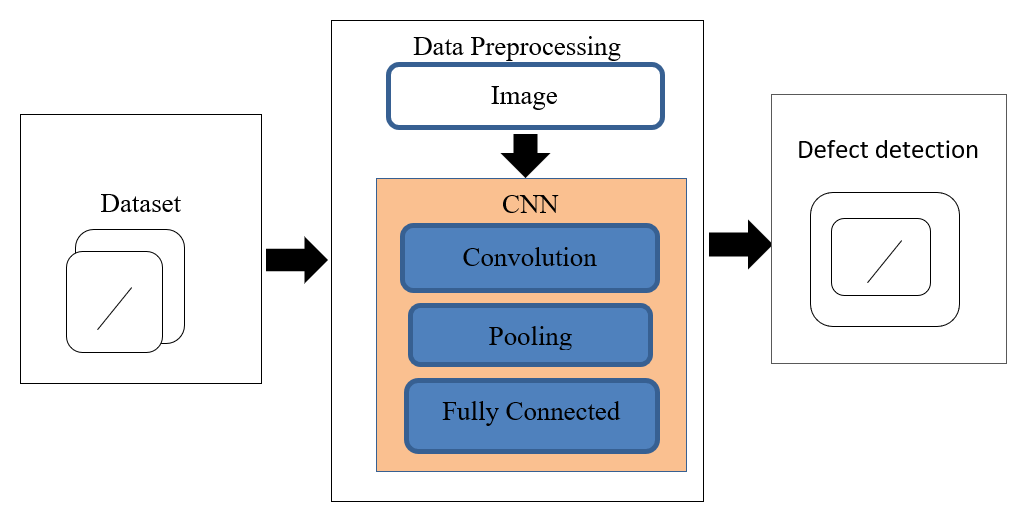 Dataset
Data Preprocessing
Image
CNN
Convolution
Pooling
Fully Connected
Defect detection